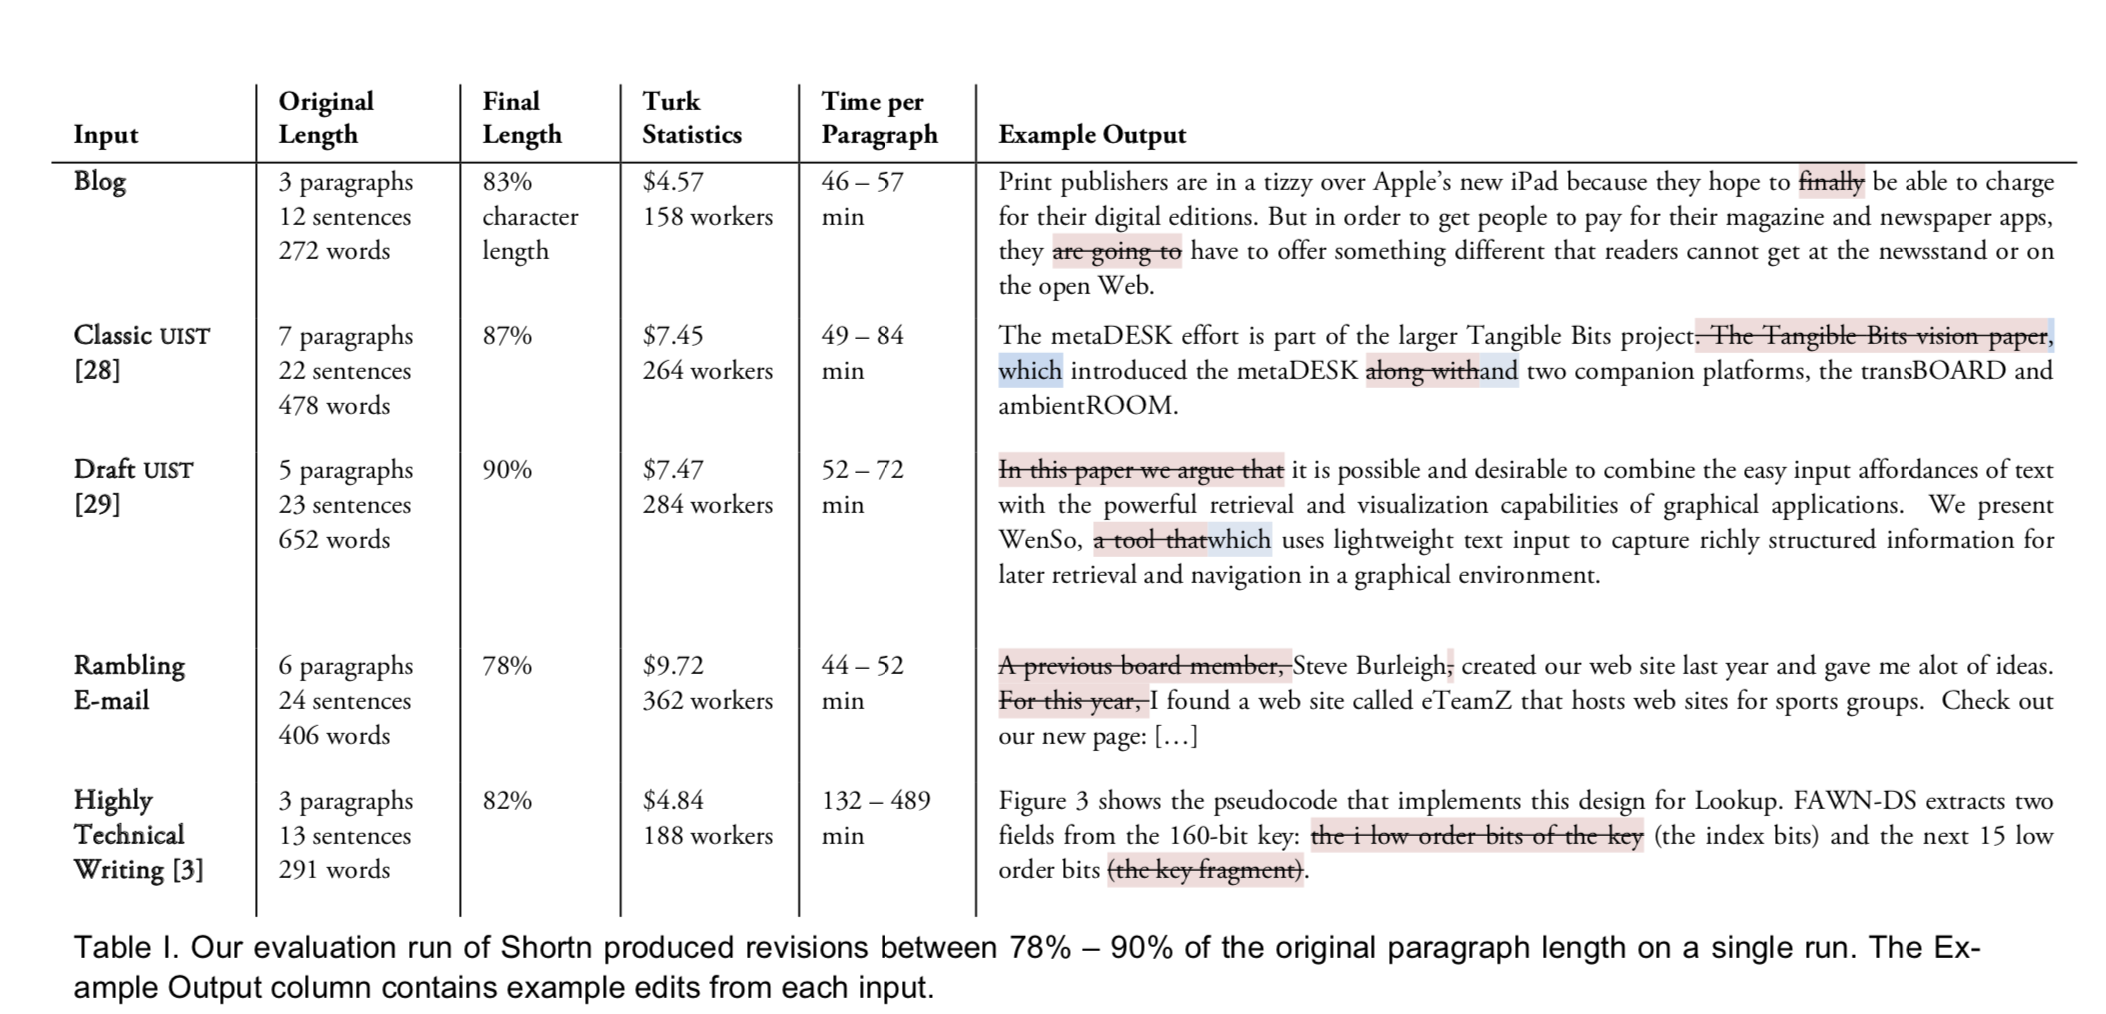 Input
Original
Length
Final
Length
Turk
Statistics
Time per
Paragraph
Example Output
Blog
3 paragraphs
12 sentences
272 words
83%
character
length
$4.57
158 workers
46 – 57
min
Print publishers are in a tizzy over Apple’s new iPad because they hope to finally be able to charge
for their digital editions. But in order to get people to pay for their magazine and newspaper apps,
they are going to have to offer something different that readers cannot get at the newsstand or on
the open Web.
Classic UIST
[28]
7 paragraphs
22 sentences
478 words
87%
$7.45
264 workers
49 – 84
min
The metaDESK effort is part of the larger Tangible Bits project. The Tangible Bits vision paper,
which introduced the metaDESK along withand two companion platforms, the transBOARD and
ambientROOM.
Draft UIST
[29]
5 paragraphs
23 sentences
652 words
90%
$7.47
284 workers
52 – 72
min
In this paper we argue that it is possible and desirable to combine the easy input affordances of text
with the powerful retrieval and visualization capabilities of graphical applications. We present
WenSo, a tool thatwhich uses lightweight text input to capture richly structured information for
later retrieval and navigation in a graphical environment.
Rambling
E-mail
6 paragraphs
24 sentences
406 words
78%
$9.72
362 workers
44 – 52
min
A previous board member, Steve Burleigh, created our web site last year and gave me alot of ideas.
For this year, I found a web site called eTeamZ that hosts web sites for sports groups. Check out
our new page: […]
Highly
Technical
Writing [3]
3 paragraphs
13 sentences
291 words
82%
$4.84
188 workers
132 – 489
min
Figure 3 shows the pseudocode that implements this design for Lookup. FAWN-DS extracts two
fields from the 160-bit key: the i low order bits of the key (the index bits) and the next 15 low
order bits (the key fragment).
Table I. Our evaluation run of Shortn produced revisions between 78% – 90% of the original paragraph length on a single run. The Ex-
ample Output column contains example edits from each input.